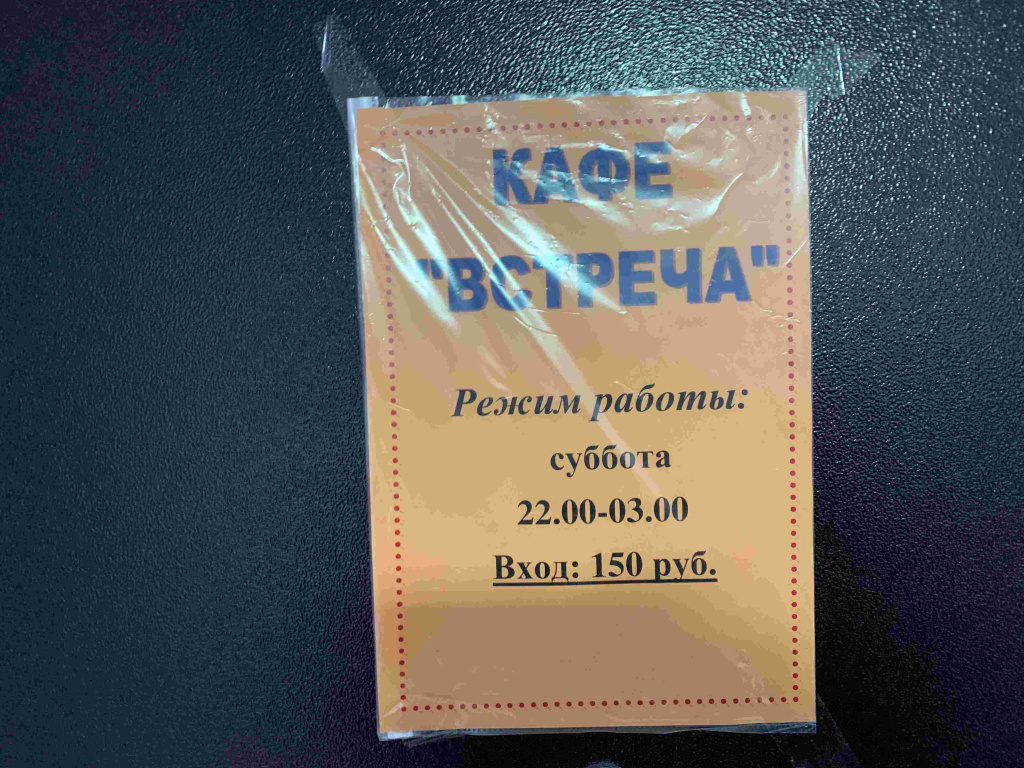 КАФЕ
"ВСТРЕЧА"
Режим работы:
суббота
22.00-03.00
Вход: 150 руб.